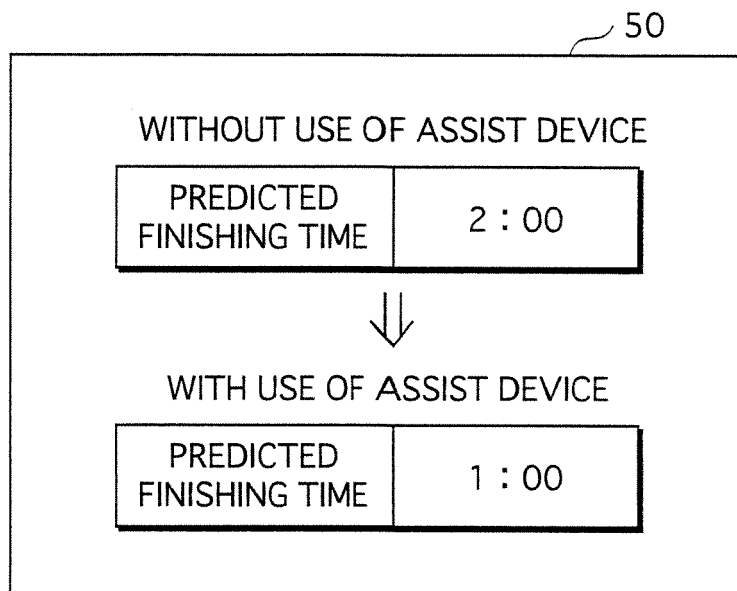 50
WITHOUT USE OF ASSIST DEVICE
PREDICTED
FINISHING TIME
2 : 00
WITH USE OF ASSIST DEVICE
PREDICTED
FINISHING TIME
1 : 00